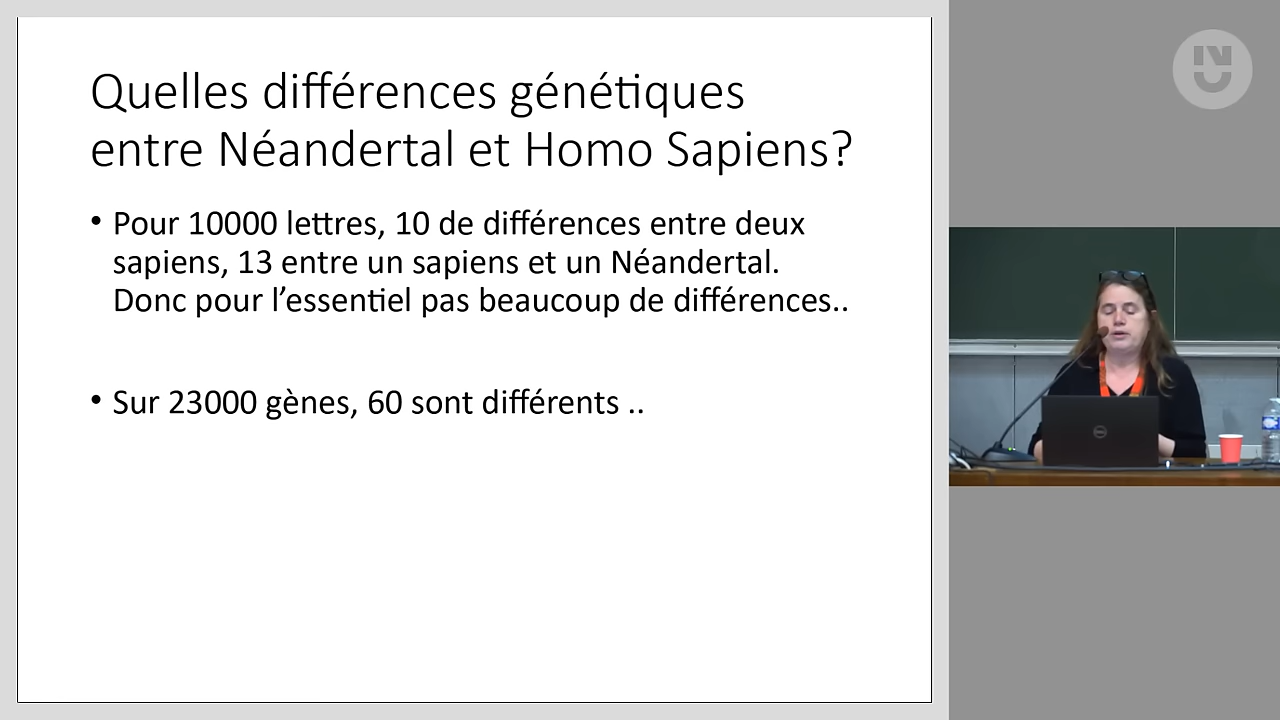 Quelles différences génétiques
entre Néandertal et Homo Sapiens?
• Pour 10000 lettres, 10 de différences entre deux
sapiens, 13 entre un sapiens et un Néandertal.
Donc pour l’essentiel pas beaucoup de différences..
• Sur 23000 gènes, 60 sont différents ..